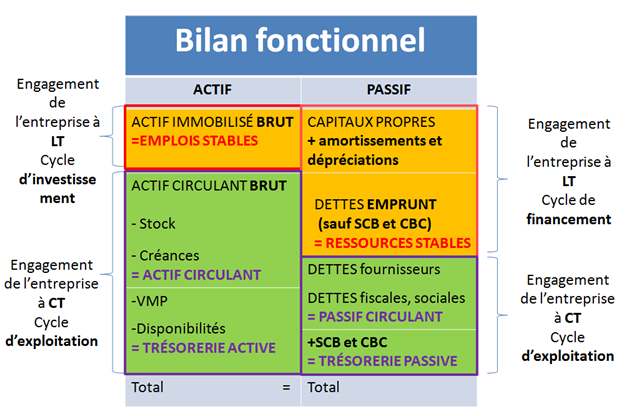 Bilan fonctionnel
ACTIF
PASSIF
Engagement
de
l'entreprise à
LT
Cycle
d'investisse
ment
ACTIF IMMOBILISÉ BRUT
=EMPLOIS STABLES
CAPITAUX PROPRES
+ amortissements et
dépréciations
DETTES EMPRUNT
(sauf SCB et CBC)
= RESSOURCES STABLES
Engagement
de
l'entreprise à
LT
Cycle de
financement
Engagement
de l'entreprise
à CT
Cycle
d'exploitation
ACTIF CIRCULANT BRUT
- Stock
- Créances
= ACTIF CIRCULANT
-VMP
-Disponibilités
= TRÉSORERIE ACTIVE
DETTES fournisseurs
DETTES fiscales, sociales
= PASSIF CIRCULANT
+SCB et CBC
= TRÉSORERIE PASSIVE
Engagement
de l'entreprise
à CT
Cycle
d'exploitation
Total =
Total